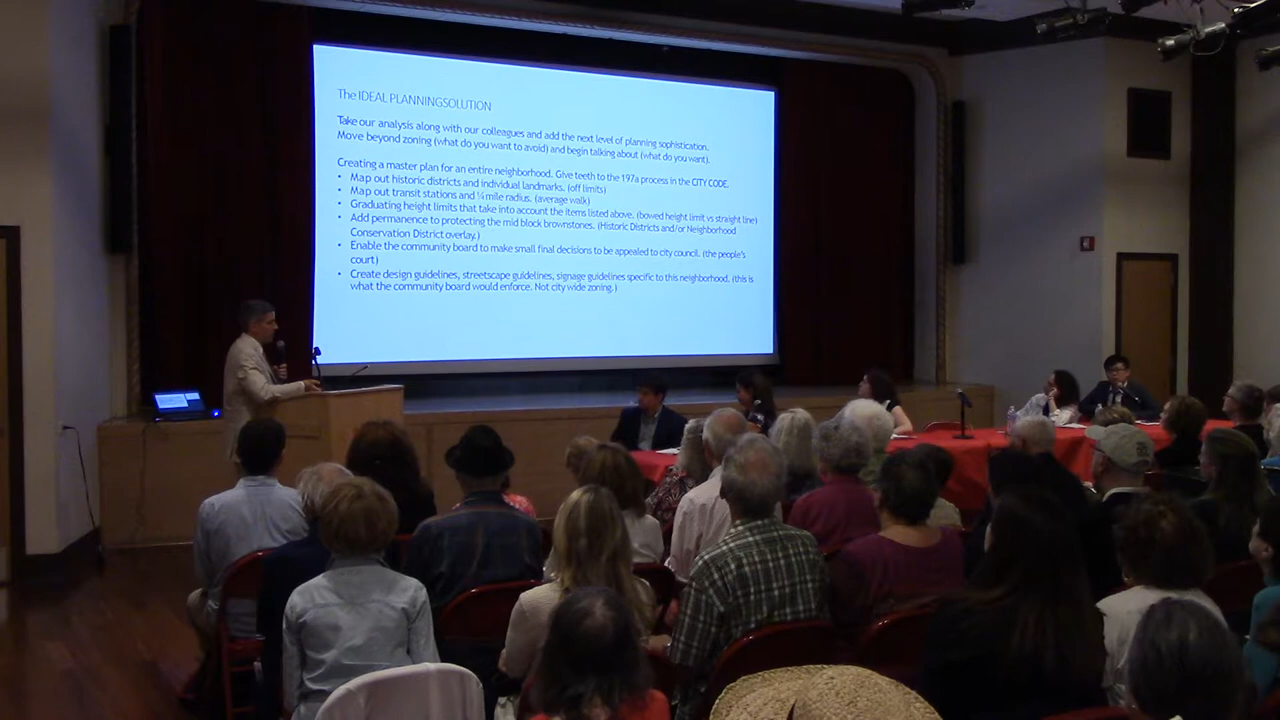 The IDEAL PLANNINGSOLUTION
Take our analysis along with our colleagues and add the next level of planning sophistication.
Move beyond zoning (what do you want to avoid) and begin talking about (what do you want).
Creating a master plan for an entire neighborhood. Give teeth to the 197a process in the CITY CODE.
• Map out historic districts and individual landmarks. (off limits)
• Map out transit stations and ¼ mile radius. (average walk)
• Graduating height limits that take into account the items listed above. (bowed height limit vs straight line)
• Add permanence to protecting the mid block brownstones. (Historic Districts and/or Neighborhood
Conservation District overlay.)
• Enable the community board to make small final decisions to be appealed to city council. (the people's
court)
• Create design guidelines, streetscape guidelines, signage guidelines specific to this neighborhood. (this is
what the community board would enforce. Not city wide zoning.)